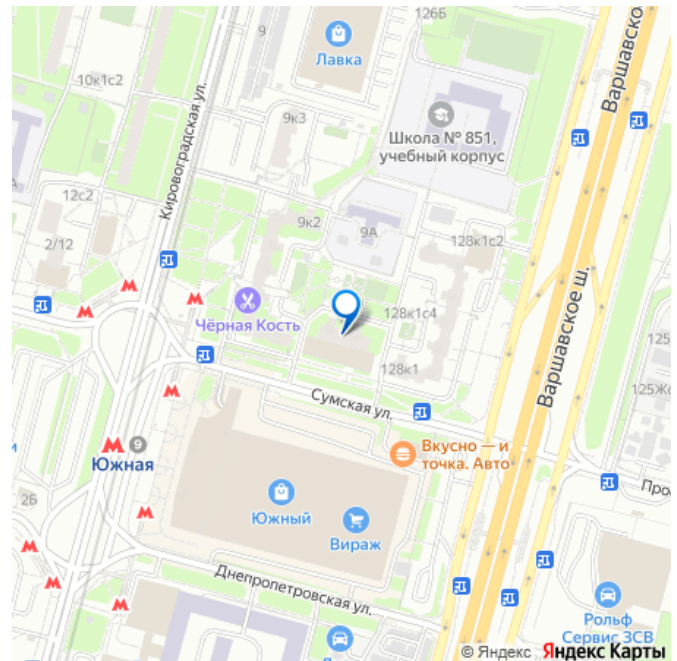 126Б
9
Лавка
Варшавское
10к1с2
Кировоградская ул.
9к3
Школа № 851,
учебный корпус
12с2
9к2
9А
2/12
128к1с2
Варшавское ш.
Чёрная Кость
128к1с4
125
128к1
Сумская ул.
Вкусно — и
точка. Авто
9
Южная
2Б
Южный
Вираж
Про
Днепропетровская ул.
Рольф
Сервис ЗСВ
© Яндекс Яндекс Карты